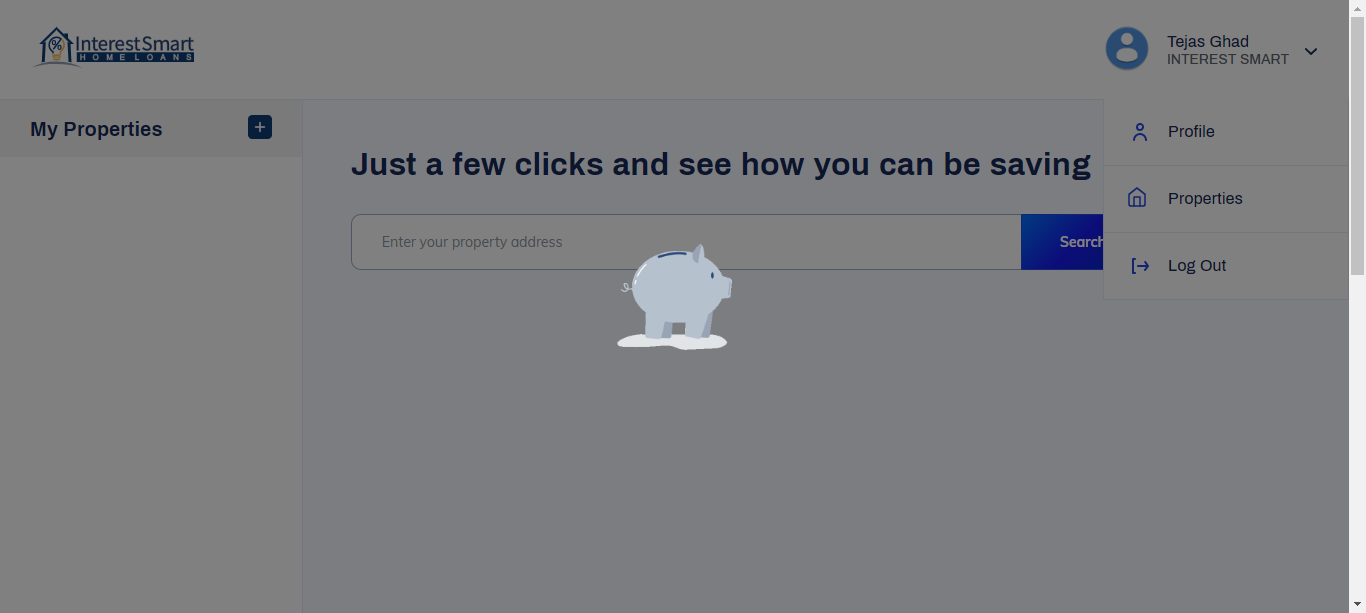 InterestSmart
HOME LOANS
Tejas Ghad
INTEREST SMART
My Properties
Just a few clicks and see how you can be saving
Enter your property address
Search
Profile
Properties
Log Out